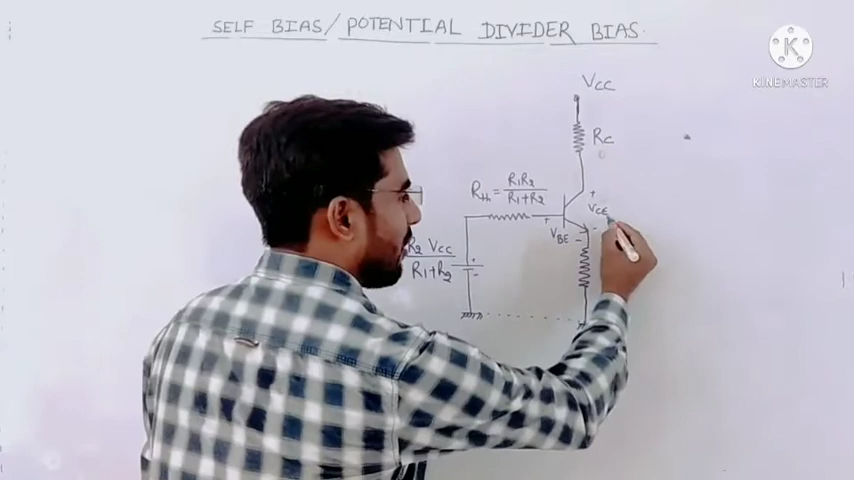 SELF BIAS/POTENTIAL DIVIDER BIAS.
K
KINEMASTER
VCC
RC
Rth = R1R2
R1+R2
+
VCE
-
+
VBE -
R2 VCC
R1+R2
+
-